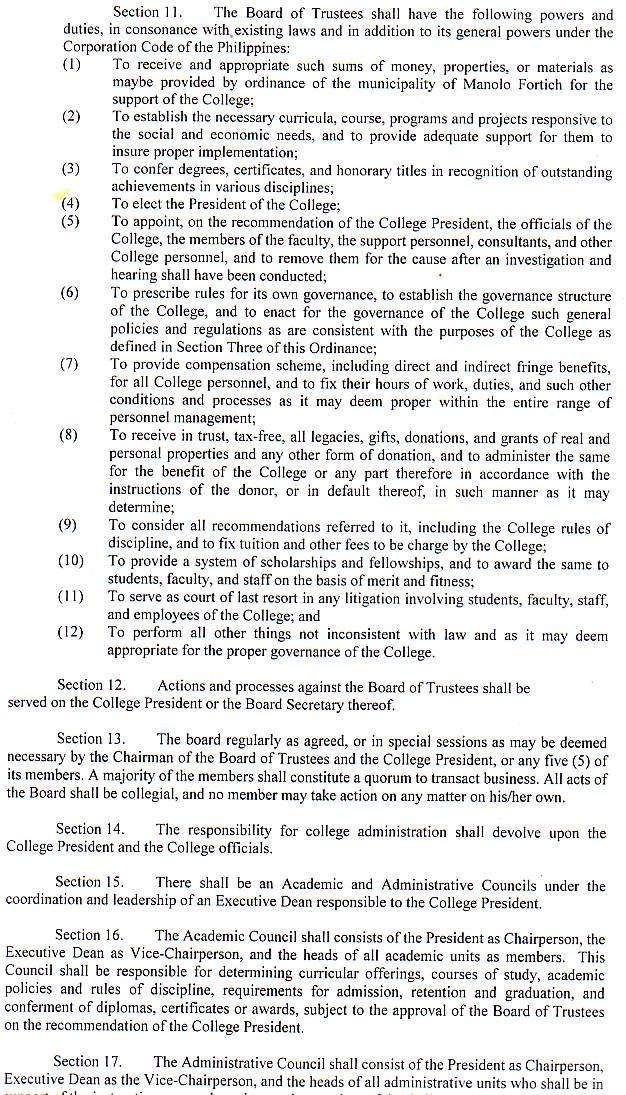 Section 11. The Board of Trustees shall have the following powers and
duties, in consonance with existing laws and in addition to its general powers under the
Corporation Code of the Philippines:
(1) To receive and appropriate such sums of money, properties, or materials as
maybe provided by ordinance of the municipality of Manolo Fortich for the
support of the College;
(2) To establish the necessary curricula, course, programs and projects responsive to
the social and economic needs, and to provide adequate support for them to
insure proper implementation;
(3) To confer degrees, certificates, and honorary titles in recognition of outstanding
achievements in various disciplines;
(4) To elect the President of the College;
(5) To appoint, on the recommendation of the College President, the officials of the
College, the members of the faculty, the support personnel, consultants, and other
College personnel, and to remove them for the cause after an investigation and
hearing shall have been conducted;
(6) To prescribe rules for its own governance, to establish the governance structure
of the College, and to enact for the governance of the College such general
policies and regulations as are consistent with the purposes of the College as
defined in Section Three of this Ordinance;
(7) To provide compensation scheme, including direct and indirect fringe benefits,
for all College personnel, and to fix their hours of work, duties, and such other
conditions and processes as it may deem proper within the entire range of
personnel management;
(8) To receive in trust, tax-free, all legacies, gifts, donations, and grants of real and
personal properties and any other form of donation, and to administer the same
for the benefit of the College or any part therefore in accordance with the
instructions of the donor, or in default thereof, in such manner as it may
determine;
(9) To consider all recommendations referred to it, including the College rules of
discipline, and to fix tuition and other fees to be charge by the College;
(10) To provide a system of scholarships and fellowships, and to award the same to
students, faculty, and staff on the basis of merit and fitness;
(11) To serve as court of last resort in any litigation involving students, faculty, staff,
and employees of the College; and
(12) To perform all other things not inconsistent with law and as it may deem
appropriate for the proper governance of the College.
Section 12. Actions and processes against the Board of Trustees shall be
served on the College President or the Board Secretary thereof.
Section 13. The board regularly as agreed, or in special sessions as may be deemed
necessary by the Chairman of the Board of Trustees and the College President, or any five (5) of
its members. A majority of the members shall constitute a quorum to transact business. All acts of
the Board shall be collegial, and no member may take action on any matter on his/her own.
Section 14. The responsibility for college administration shall devolve upon the
College President and the College officials.
Section 15. There shall be an Academic and Administrative Councils under the
coordination and leadership of an Executive Dean responsible to the College President.
Section 16. The Academic Council shall consists of the President as Chairperson, the
Executive Dean as Vice-Chairperson, and the heads of all academic units as members. This
Council shall be responsible for determining curricular offerings, courses of study, academic
policies and rules of discipline, requirements for admission, retention and graduation, and
conferment of diplomas, certificates or awards, subject to the approval of the Board of Trustees
on the recommendation of the College President.
Section 17. The Administrative Council shall consist of the President as Chairperson,
Executive Dean as the Vice-Chairperson, and the heads of all administrative units who shall be in